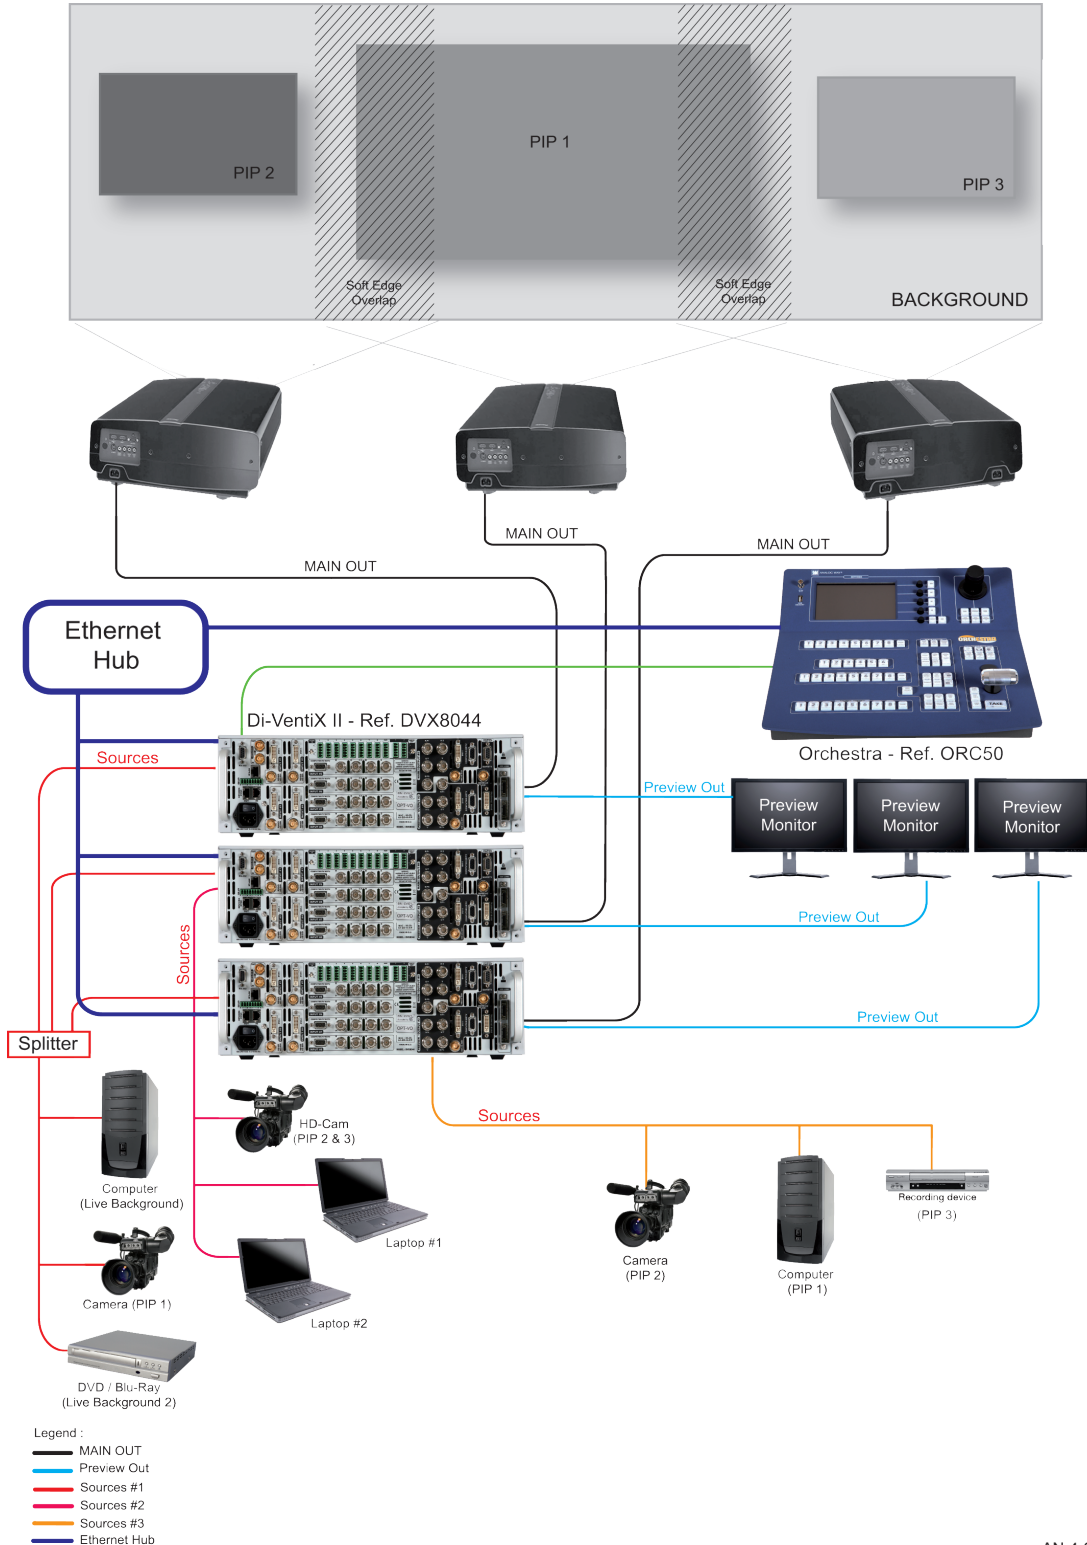 PIP 1
PIP 2
PIP 3
Soft Edge
Overlap
Soft Edge
Overlap
BACKGROUND
MAIN OUT
MAIN OUT
MAIN OUT
Ethernet
Hub
Di-VentiX II - Ref. DVX8044
Orchestra - Ref. ORC50
Sources
Preview Out
Preview
Monitor
Preview
Monitor
Preview
Monitor
Preview Out
Sources
Preview Out
Splitter
Sources
HD-Cam
(PIP 2 & 3)
Computer
(Live Background)
Recording device
(PIP 3)
Laptop #1
Camera
(PIP 2)
Computer
(PIP 1)
Camera (PIP 1)
Laptop #2
DVD / Blu-Ray
(Live Background 2)
Legend :
MAIN OUT
Preview Out
Sources #1
Sources #2
Sources #3
Ethernet Hub